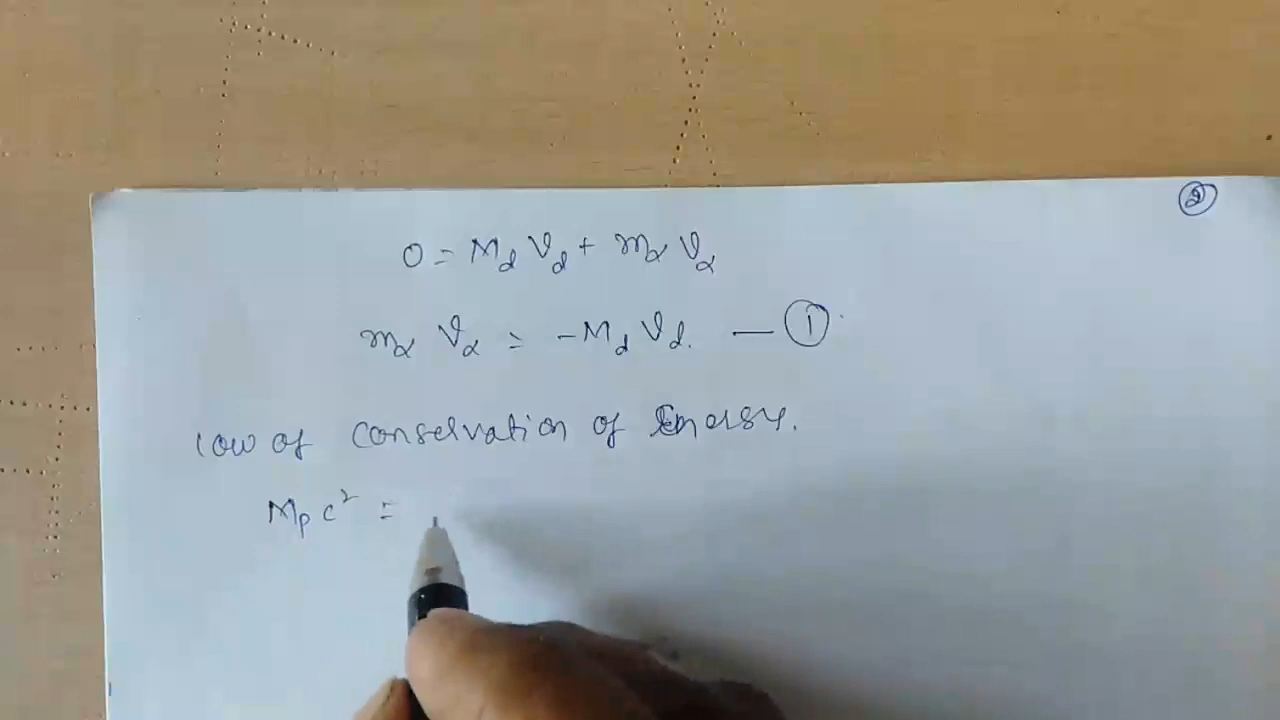 ②
0 = M_d V_d + m_α V_α
m_α V_α = -M_d V_d. — ①
law of conservation of Energy.
M_p c² =